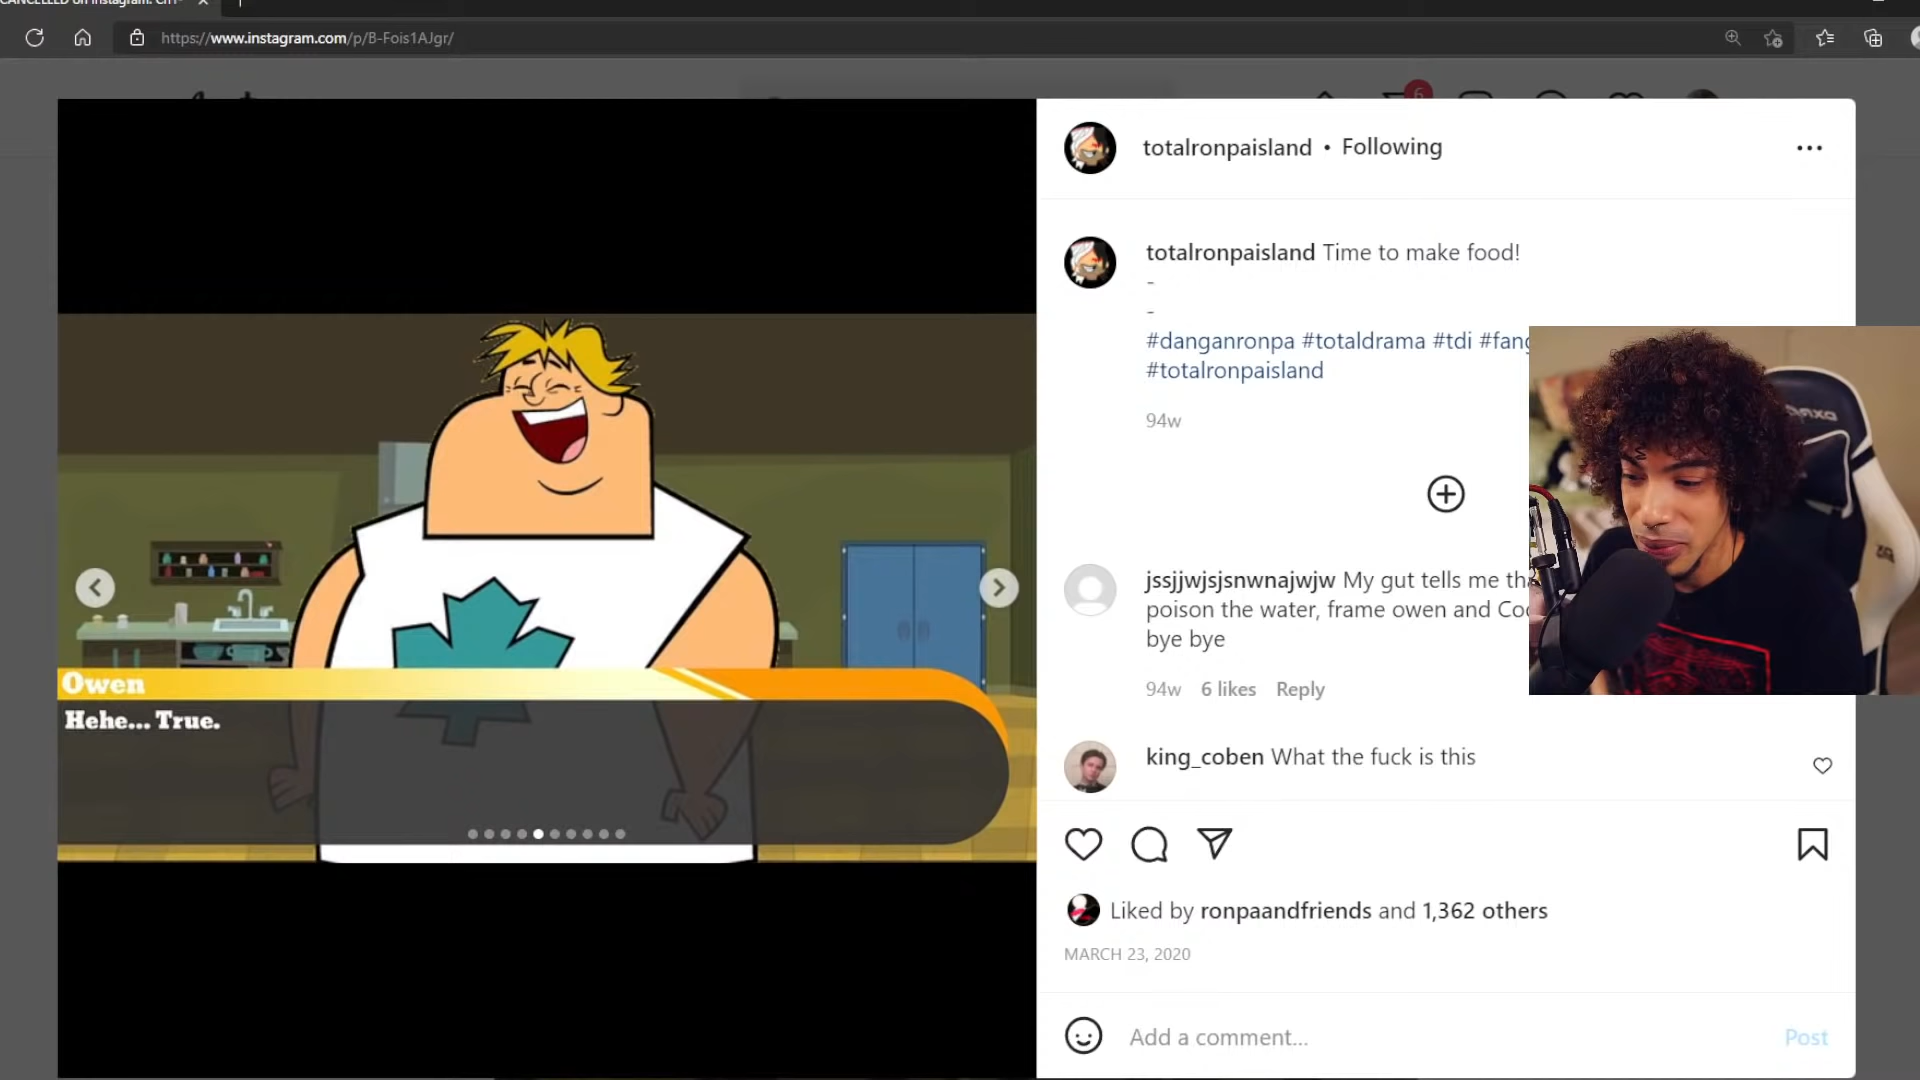 https://www.instagram.com/p/B-Fois1AJgr/
6
totalronpaisland • Following
totalronpaisland Time to make food!
-
-
#danganronpa #totaldrama #tdi
#totalronpaisland
94w
jssjjwjsjsnwnajwjw My gut tells me
poison the water, frame owen and
bye bye
94w 6 likes Reply
king_coben What the fuck is this
Owen
Hehe... True.
Liked by ronpaandfriends and 1,362 others
MARCH 23, 2020
Add a comment...
Post